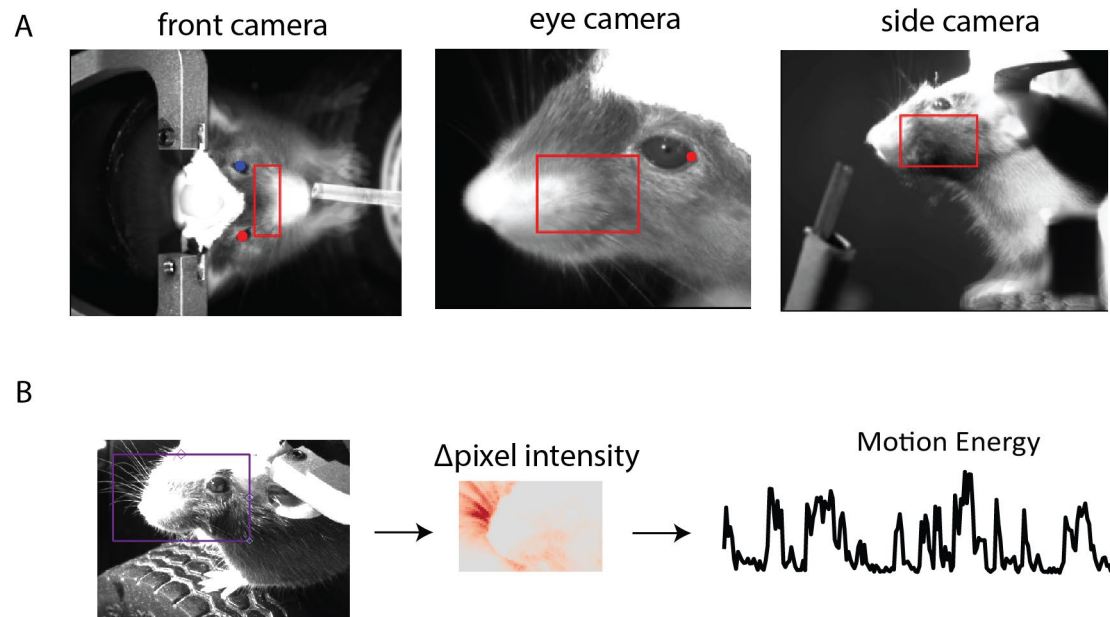 A
front camera
eye camera
side camera
B
Δpixel intensity
Motion Energy